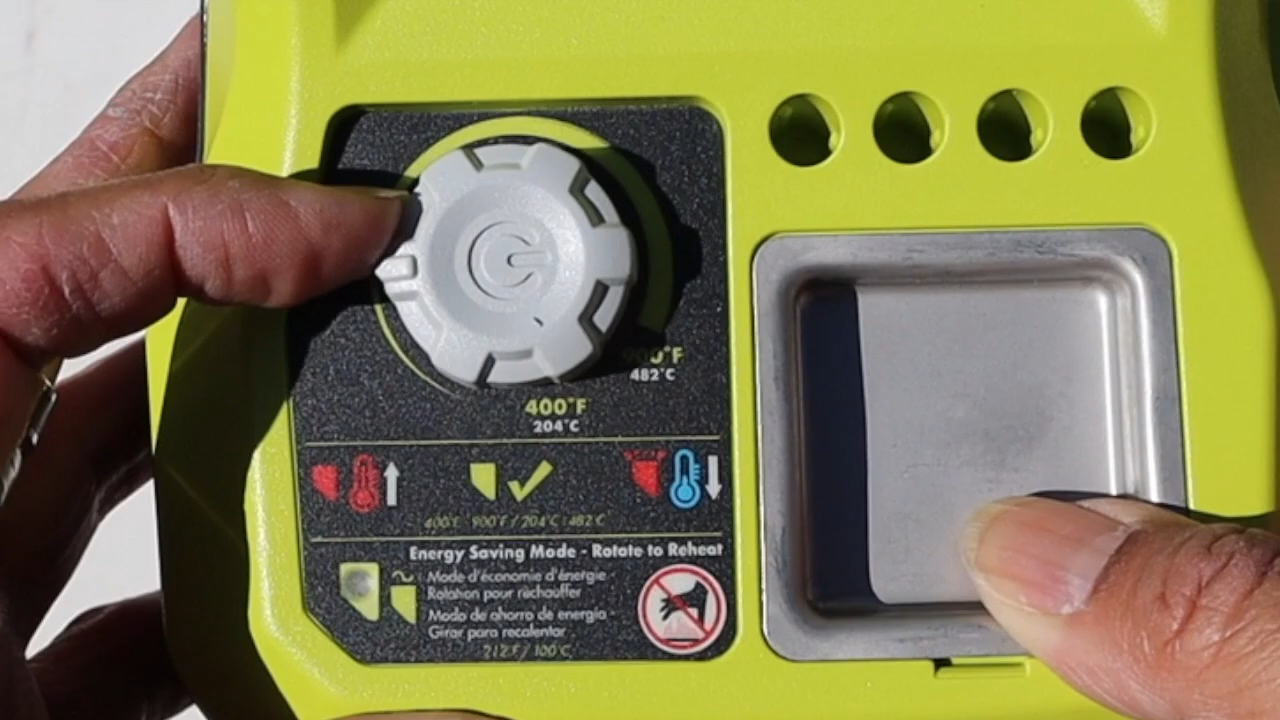 900°F
482°C
400°F
204°C
400°F 900°F / 204°C 482°C
Energy Saving Mode - Rotate to Reheat
Mode d'économie d'énergie -
Rotation pour réchauffer
Modo de ahorro de energía -
Girar para recalentar
212°F / 100°C